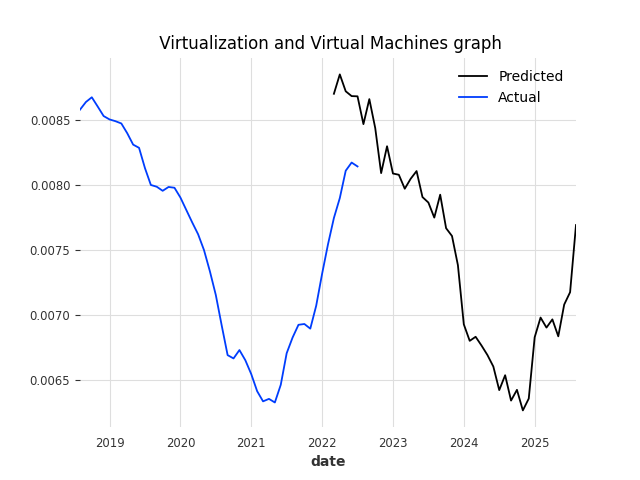 Virtualization and Virtual Machines graph
Predicted
Actual
0.0085
0.0080
0.0075
0.0070
0.0065
2019 2020 2021 2022 2023 2024 2025
date